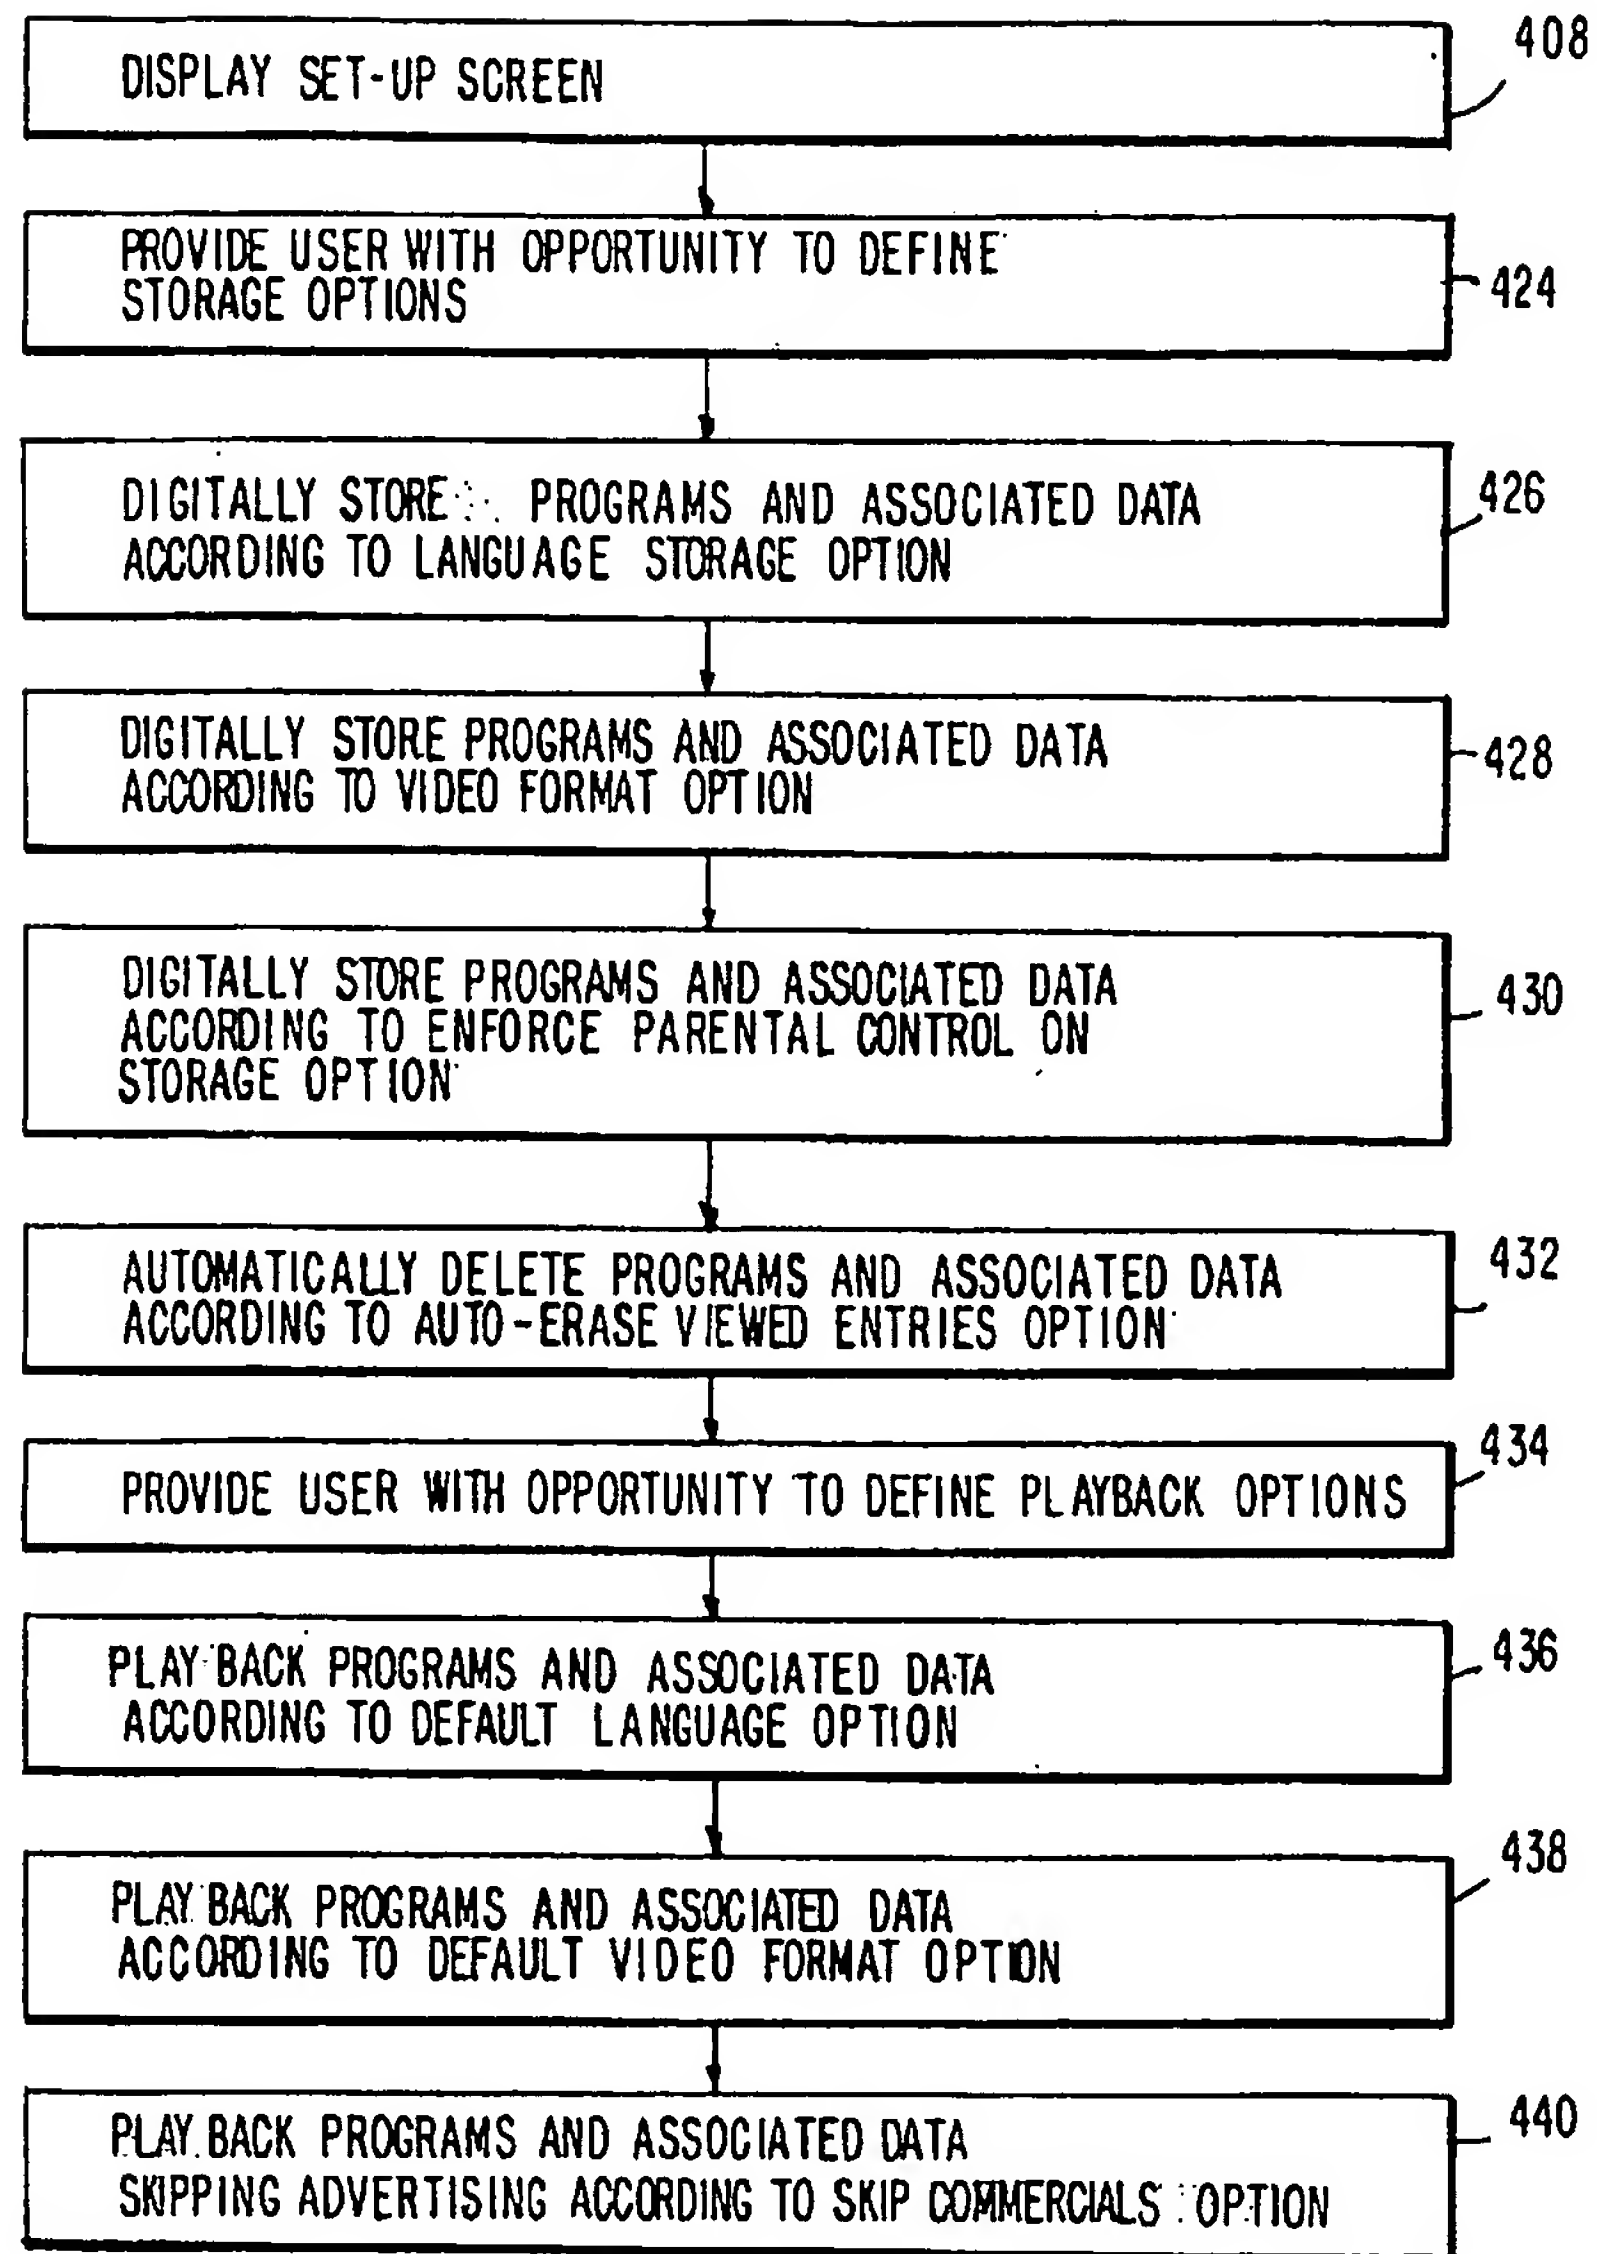 DISPLAY SET-UP SCREEN
408
PROVIDE USER WITH OPPORTUNITY TO DEFINE
STORAGE OPTIONS
424
DIGITALLY STORE PROGRAMS AND ASSOCIATED DATA
ACCORDING TO LANGUAGE STORAGE OPTION
426
DIGITALLY STORE PROGRAMS AND ASSOCIATED DATA
ACCORDING TO VIDEO FORMAT OPTION
428
DIGITALLY STORE PROGRAMS AND ASSOCIATED DATA
ACCORDING TO ENFORCE PARENTAL CONTROL ON
STORAGE OPTION
430
AUTOMATICALLY DELETE PROGRAMS AND ASSOCIATED DATA
ACCORDING TO AUTO-ERASE VIEWED ENTRIES OPTION
432
PROVIDE USER WITH OPPORTUNITY TO DEFINE PLAYBACK OPTIONS
434
PLAY BACK PROGRAMS AND ASSOCIATED DATA
ACCORDING TO DEFAULT LANGUAGE OPTION
436
PLAY BACK PROGRAMS AND ASSOCIATED DATA
ACCORDING TO DEFAULT VIDEO FORMAT OPTION
438
PLAY BACK PROGRAMS AND ASSOCIATED DATA
SKIPPING ADVERTISING ACCORDING TO SKIP COMMERCIALS OPTION
440